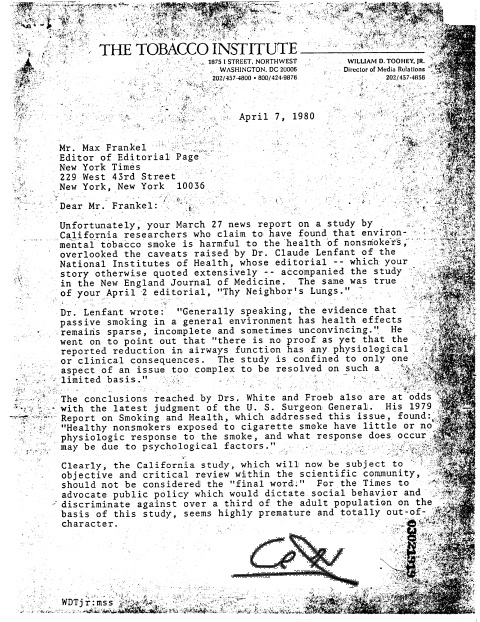 THE TOBACCO INSTITUTE
1875 I STREET, NORTHWEST
WASHINGTON, DC 20006
202/457-4800 • 800/424-9876
WILLIAM D. TOOHEY, JR.
Director of Media Relations
202/457-4856
April 7, 1980
Mr. Max Frankel
Editor of Editorial Page
New York Times
229 West 43rd Street
New York, New York 10036
Dear Mr. Frankel:
Unfortunately, your March 27 news report on a study by
California researchers who claim to have found that environ-
mental tobacco smoke is harmful to the health of nonsmokers,
overlooked the caveats raised by Dr. Claude Lenfant of the
National Institutes of Health, whose editorial -- which your
story otherwise quoted extensively -- accompanied the study
in the New England Journal of Medicine. The same was true
of your April 2 editorial, "Thy Neighbor's Lungs."
Dr. Lenfant wrote: "Generally speaking, the evidence that
passive smoking in a general environment has health effects
remains sparse, incomplete and sometimes unconvincing." He
went on to point out that "there is no proof as yet that the
reported reduction in airways function has any physiological
or clinical consequences. The study is confined to only one
aspect of an issue too complex to be resolved on such a
limited basis."
The conclusions reached by Drs. White and Froeb also are at odds
with the latest judgment of the U. S. Surgeon General. His 1979
Report on Smoking and Health, which addressed this issue, found:
"Healthy nonsmokers exposed to cigarette smoke have little or no
physiologic response to the smoke, and what response does occur
may be due to psychological factors."
Clearly, the California study, which will now be subject to
objective and critical review within the scientific community,
should not be considered the "final word." For the Times to
advocate public policy which would dictate social behavior and
discriminate against over a third of the adult population on the
basis of this study, seems highly premature and totally out-of-
character.
WDTjr:mss